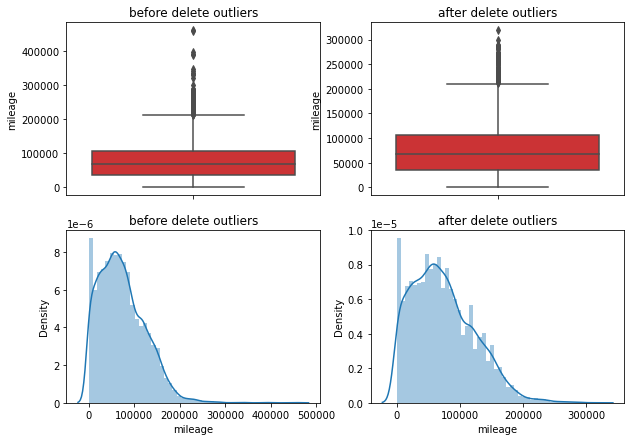 before delete outliers
after delete outliers
400000
300000
200000
100000
0
mileage
300000
250000
200000
150000
100000
50000
0
mileage
before delete outliers
after delete outliers
1e-6
8
6
4
2
0
Density
0
100000
200000
300000
400000
500000
mileage
1e-5
1.0
0.8
0.6
0.4
0.2
0.0
Density
0
100000
200000
300000
mileage